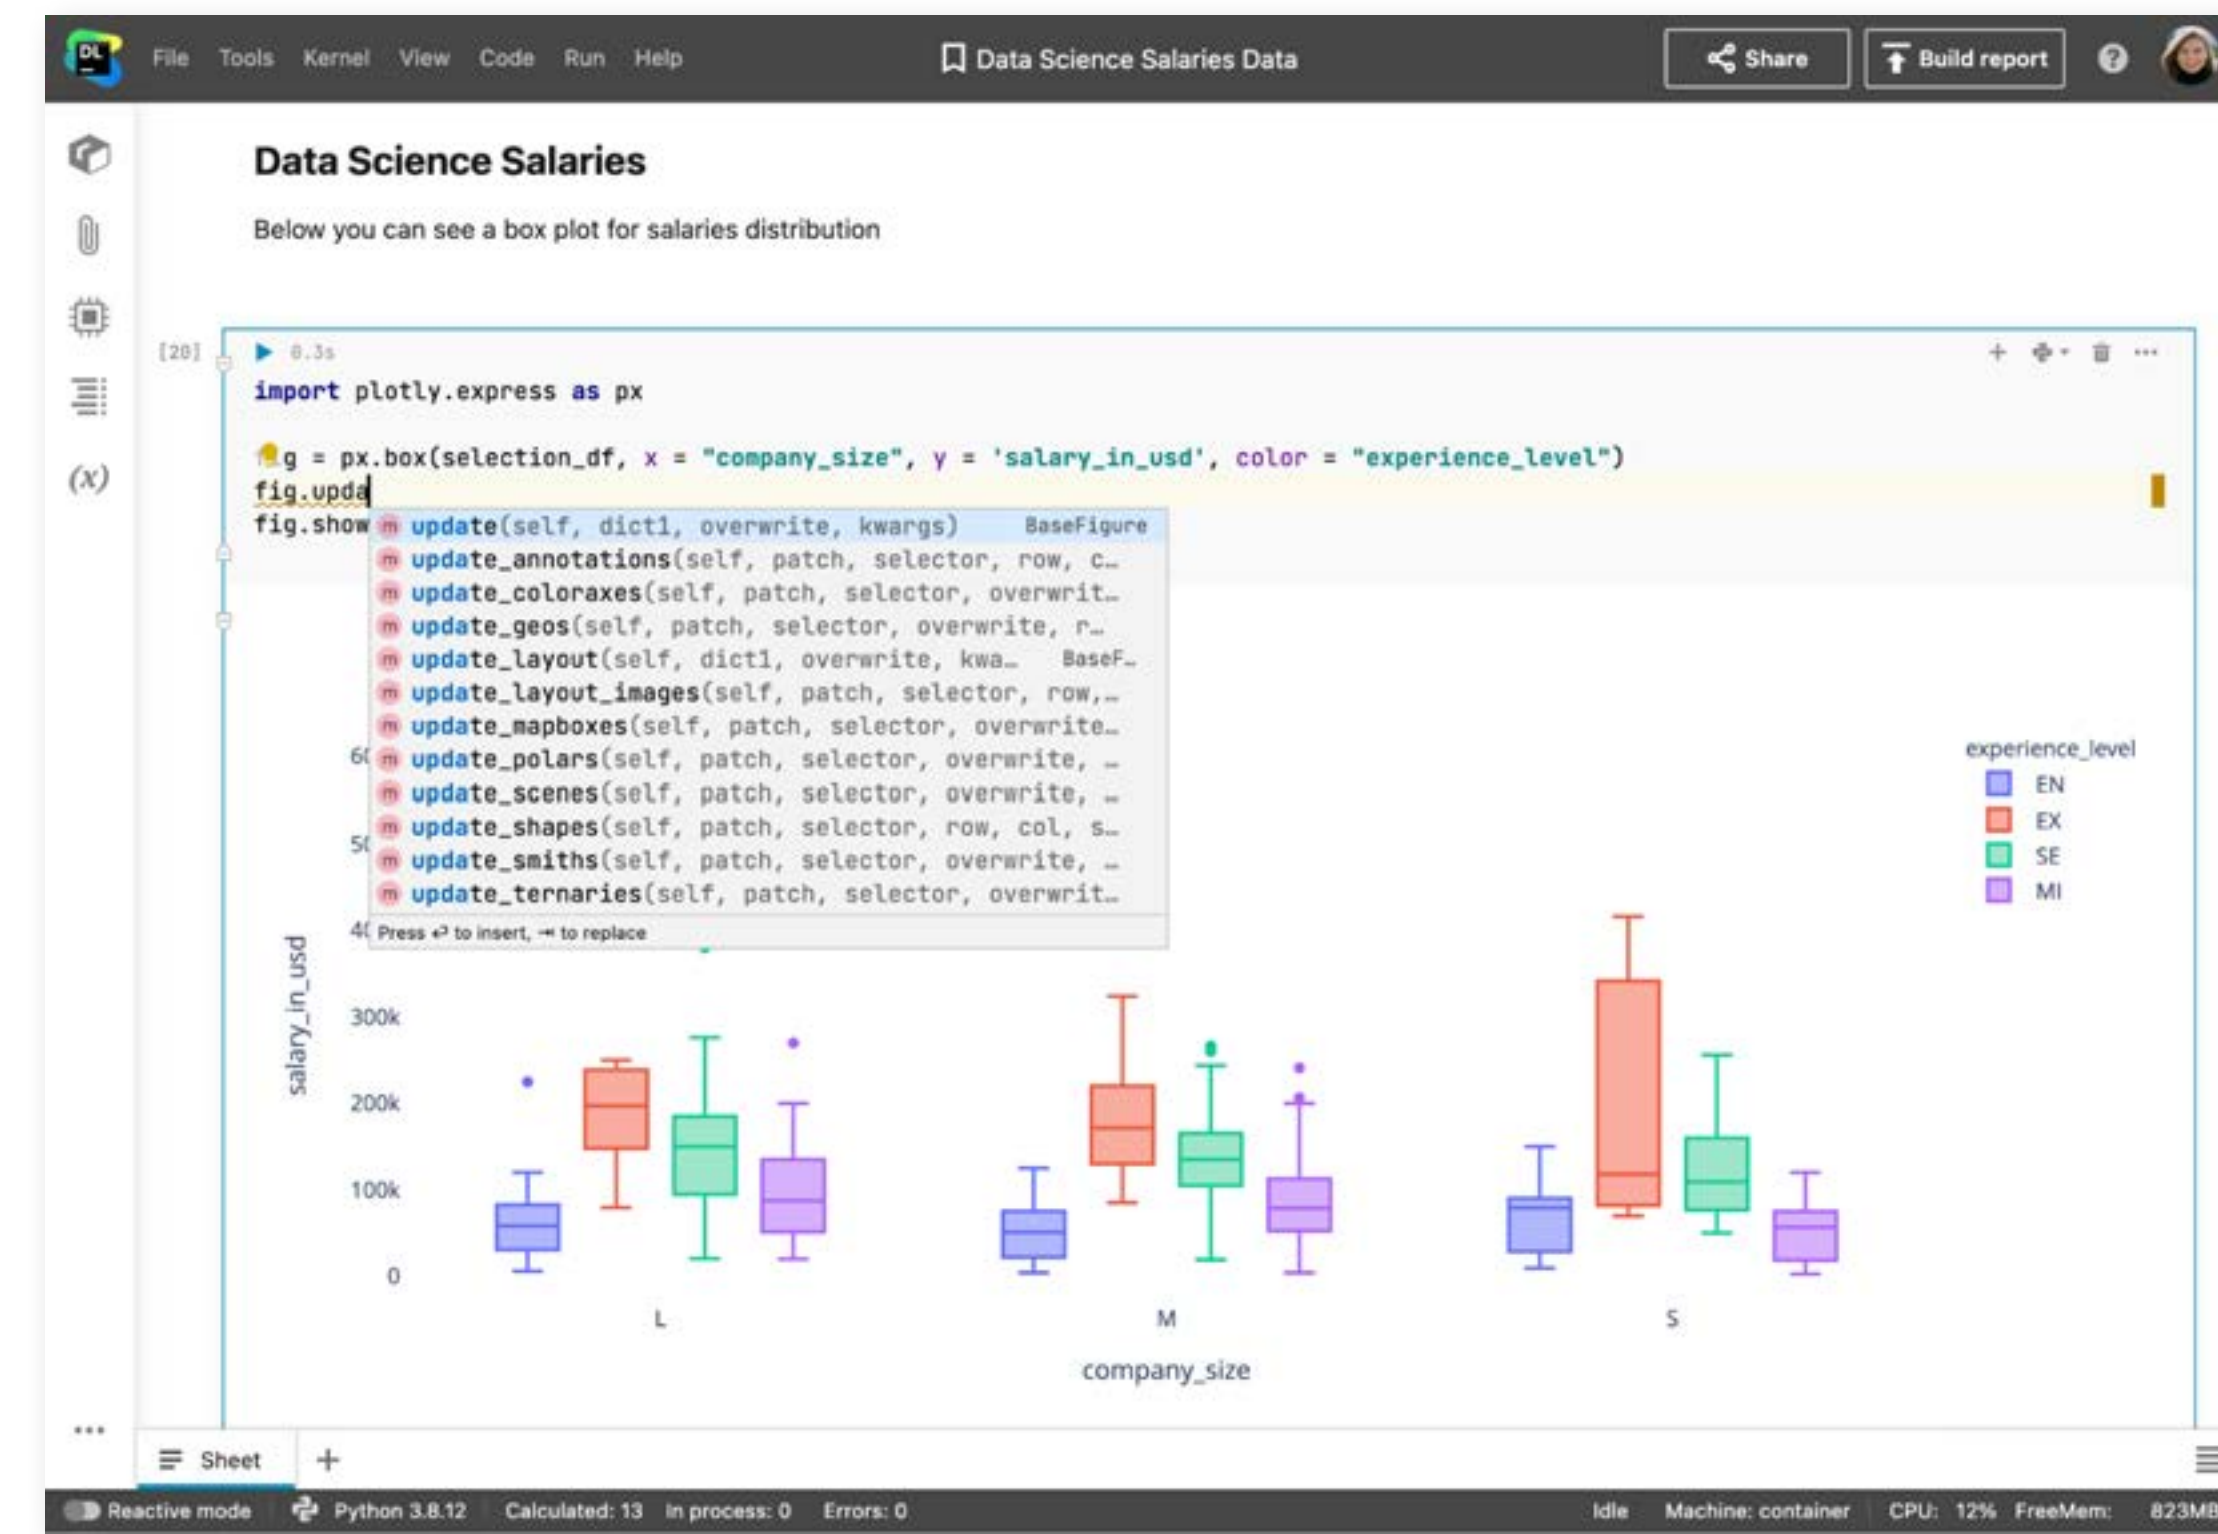 DL File Tools Kernel View Code Run Help Data Science Salaries Data Share Build report ?
Data Science Salaries
Below you can see a box plot for salaries distribution
[20] 0.3s
import plotly.express as px
g = px.box(selection_df, x = "company_size", y = 'salary_in_usd', color = "experience_level")
(x)
fig.upda
fig.show
m update(self, dict1, overwrite, kwargs) BaseFigure
m update_annotations(self, patch, selector, row, c…
m update_coloraxes(self, patch, selector, overwrit…
m update_geos(self, patch, selector, overwrite, r…
m update_layout(self, dict1, overwrite, kwa… BaseF…
m update_layout_images(self, patch, selector, row,…
m update_mapboxes(self, patch, selector, overwrite…
m update_polars(self, patch, selector, overwrite, …
m update_scenes(self, patch, selector, overwrite, …
m update_shapes(self, patch, selector, row, col, s…
m update_smiths(self, patch, selector, overwrite, …
m update_ternaries(self, patch, selector, overwrit…
Press ↵ to insert, ⇥ to replace
experience_level
EN
EX
SE
MI
salary_in_usd
300k
200k
100k
0
L M S
company_size
Sheet +
Reactive mode Python 3.8.12 Calculated: 13 In process: 0 Errors: 0 Idle Machine: container CPU: 12% FreeMem: 823MB